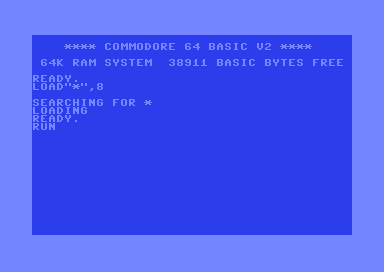 **** COMMODORE 64 BASIC V2 ****
64K RAM SYSTEM  38911 BASIC BYTES FREE
READY.
LOAD"*",8
SEARCHING FOR *
LOADING
READY.
RUN